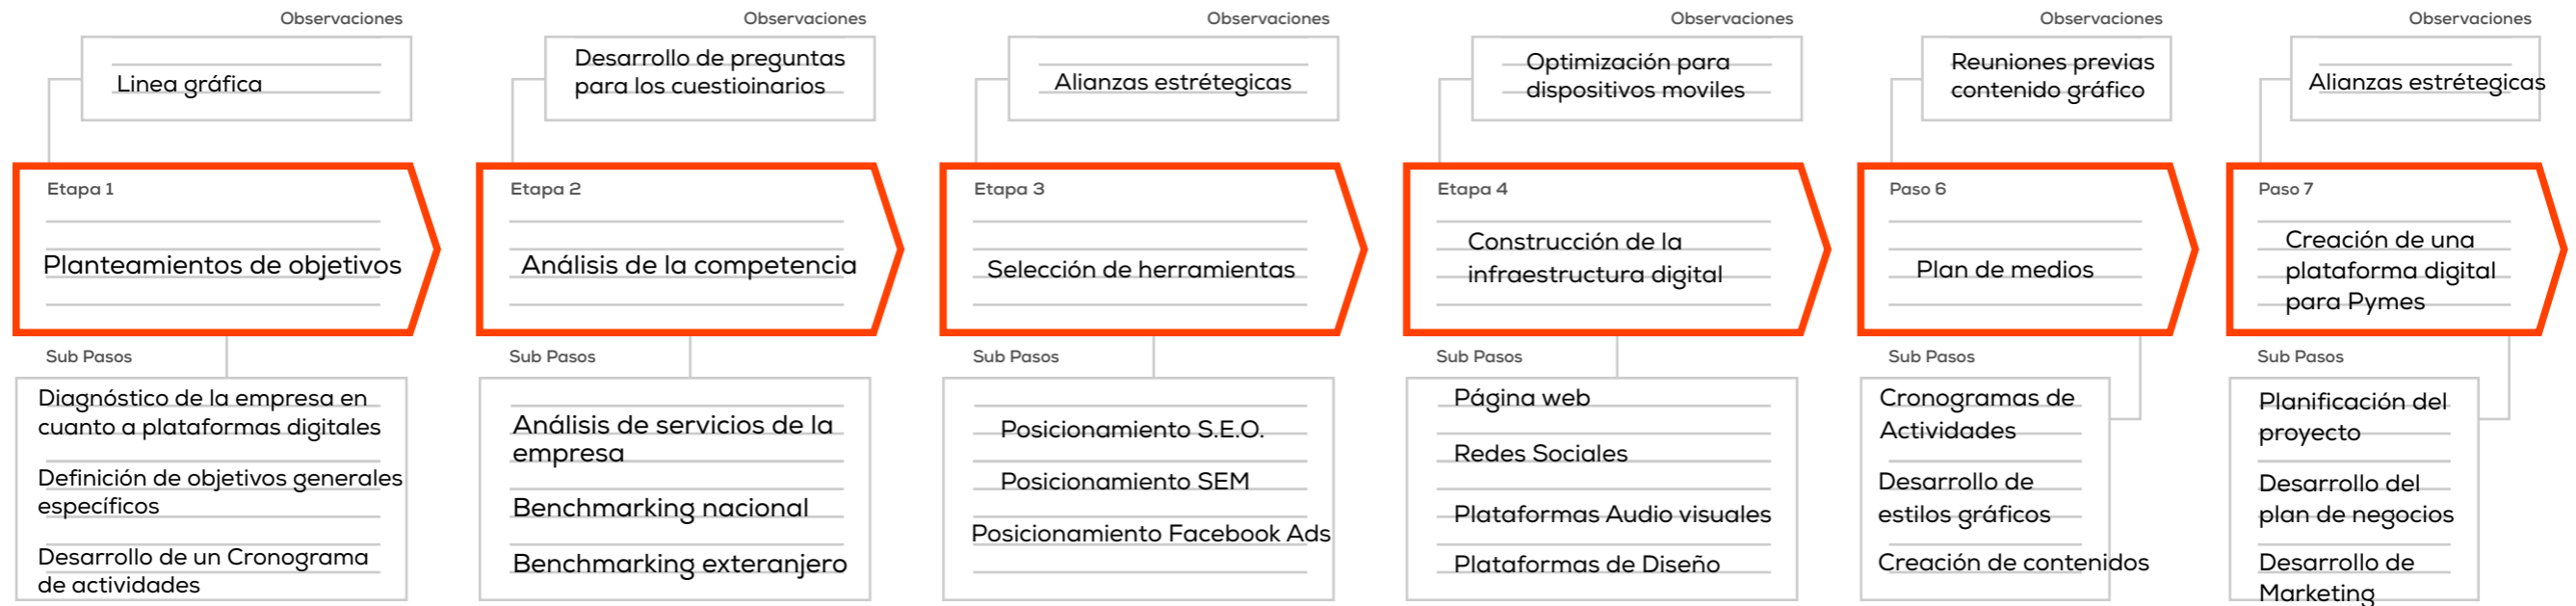 Observaciones
Linea gráfica
Etapa 1
Planteamientos de objetivos
Sub Pasos
Diagnóstico de la empresa en
cuanto a plataformas digitales
Definición de objetivos generales
específicos
Desarrollo de un Cronograma
de actividades
Observaciones
Desarrollo de preguntas
para los cuestioinarios
Etapa 2
Análisis de la competencia
Sub Pasos
Análisis de servicios de la
empresa
Benchmarking nacional
Benchmarking exteranjero
Observaciones
Alianzas estrétegicas
Etapa 3
Selección de herramientas
Sub Pasos
Posicionamiento S.E.O.
Posicionamiento SEM
Posicionamiento Facebook Ads
Observaciones
Optimización para
dispositivos moviles
Etapa 4
Construcción de la
infraestructura digital
Sub Pasos
Página web
Redes Sociales
Plataformas Audio visuales
Plataformas de Diseño
Observaciones
Reuniones previas
contenido gráfico
Paso 6
Plan de medios
Sub Pasos
Cronogramas de
Actividades
Desarrollo de
estilos gráficos
Creación de contenidos
Observaciones
Alianzas estrétegicas
Paso 7
Creación de una
plataforma digital
para Pymes
Sub Pasos
Planificación del
proyecto
Desarrollo del
plan de negocios
Desarrollo de
Marketing